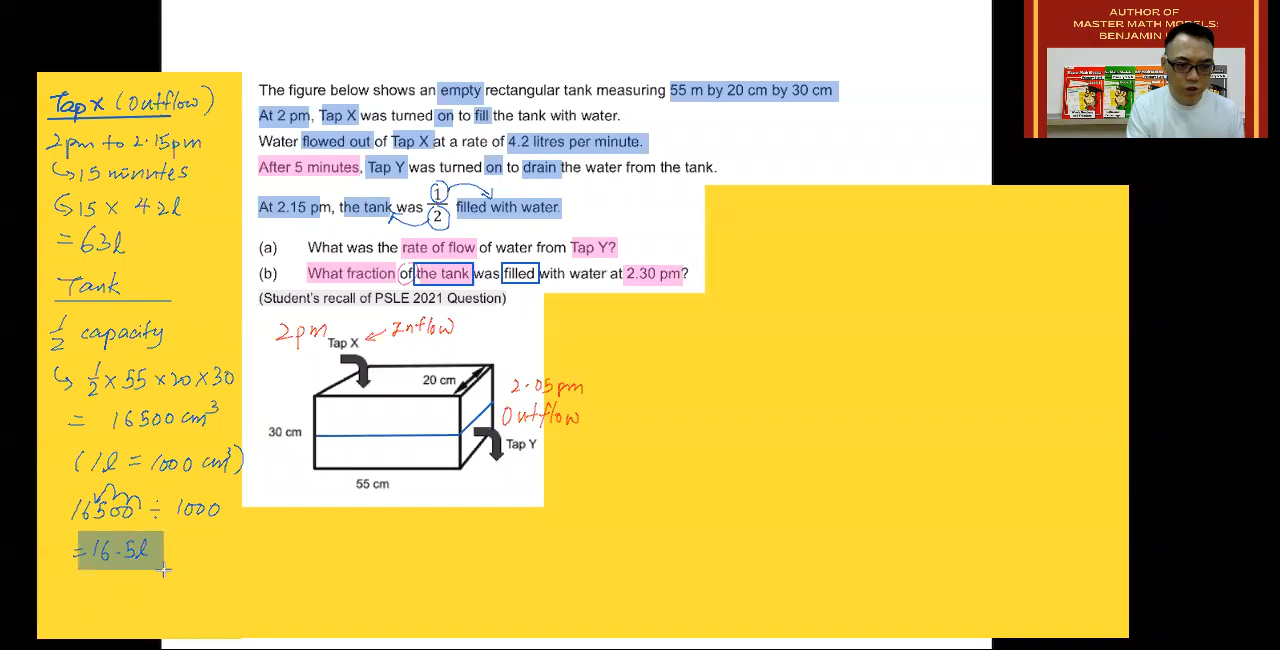 AUTHOR OF
MASTER MATH MODELS:
BENJAMIN
Tap X (Outflow)
2pm to 2.15pm
↳ 15 minutes
↳ 15 × 4.2l
= 63l
Tank
1/2 capacity
↳ 1/2 × 55 × 20 × 30
= 16500 cm³
(1l = 1000 cm³)
16500 ÷ 1000
= 16.5l
The figure below shows an empty rectangular tank measuring 55 m by 20 cm by 30 cm
At 2 pm, Tap X was turned on to fill the tank with water.
Water flowed out of Tap X at a rate of 4.2 litres per minute.
After 5 minutes, Tap Y was turned on to drain the water from the tank.
At 2.15 pm, the tank was 1/2 filled with water.
(a) What was the rate of flow of water from Tap Y?
(b) What fraction of the tank was filled with water at 2.30 pm?
(Student's recall of PSLE 2021 Question)
2pm
Inflow
Tap X
20 cm
2.05pm
Outflow
30 cm
Tap Y
55 cm